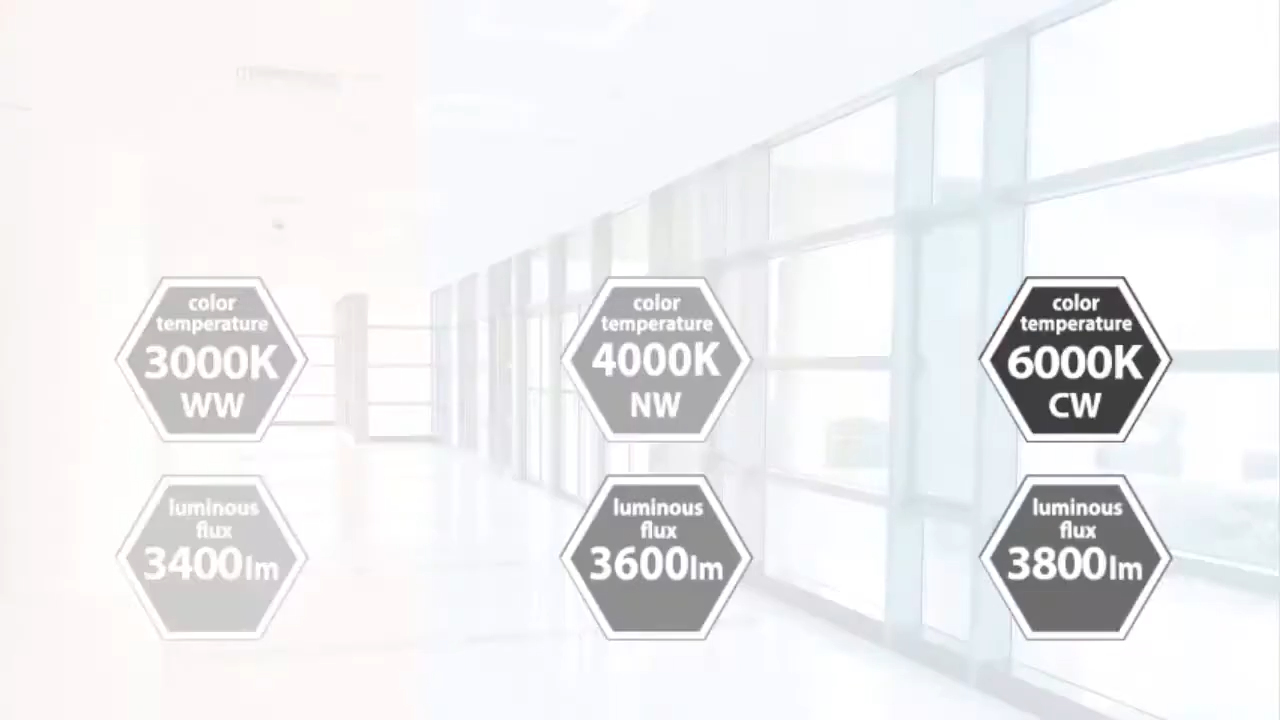 color
temperature
3000K
WW
color
temperature
4000K
NW
color
temperature
6000K
CW
luminous
flux
3400lm
luminous
flux
3600lm
luminous
flux
3800lm